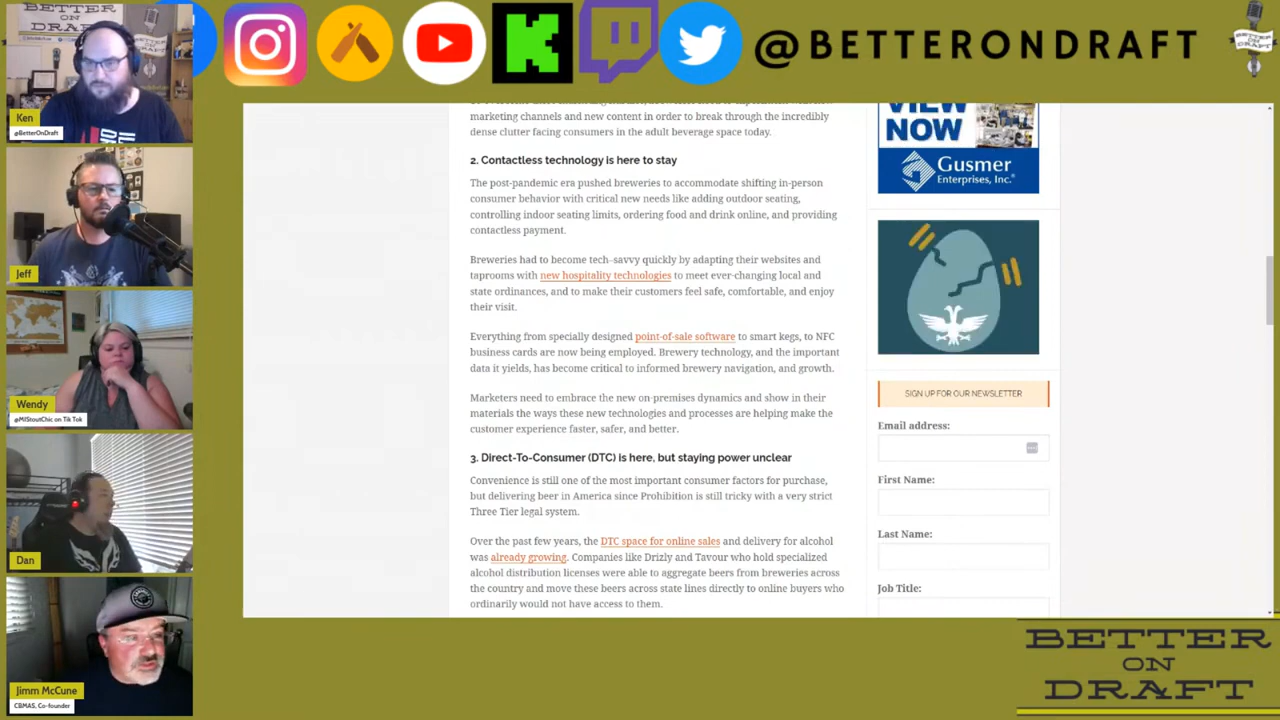 BETTER
ON
DRAFT
Ken
@BetterOnDraft
Jeff
Wendy
@MIStoutChic on Tik Tok
Dan
Jimm McCune
CBMAS, Co-founder
@BETTERONDRAFT
marketing channels and new content in order to break through the incredibly
dense clutter facing consumers in the adult beverage space today.
2. Contactless technology is here to stay
The post-pandemic era pushed breweries to accommodate shifting in-person
consumer behavior with critical new needs like adding outdoor seating,
controlling indoor seating limits, ordering food and drink online, and providing
contactless payment.
Breweries had to become tech-savvy quickly by adapting their websites and
taprooms with new hospitality technologies to meet ever-changing local and
state ordinances, and to make their customers feel safe, comfortable, and enjoy
their visit.
Everything from specially designed point-of-sale software to smart kegs, to NFC
business cards are now being employed. Brewery technology, and the important
data it yields, has become critical to informed brewery navigation, and growth.
Marketers need to embrace the new on-premises dynamics and show in their
materials the ways these new technologies and processes are helping make the
customer experience faster, safer, and better.
3. Direct-To-Consumer (DTC) is here, but staying power unclear
Convenience is still one of the most important consumer factors for purchase,
but delivering beer in America since Prohibition is still tricky with a very strict
Three Tier legal system.
Over the past few years, the DTC space for online sales and delivery for alcohol
was already growing. Companies like Drizly and Tavour who hold specialized
alcohol distribution licenses were able to aggregate beers from breweries across
the country and move these beers across state lines directly to online buyers who
ordinarily would not have access to them.
VIEW
NOW
Gusmer
Enterprises, Inc.®
SIGN UP FOR OUR NEWSLETTER
Email address:
First Name:
Last Name:
Job Title:
BETTER
ON
DRAFT